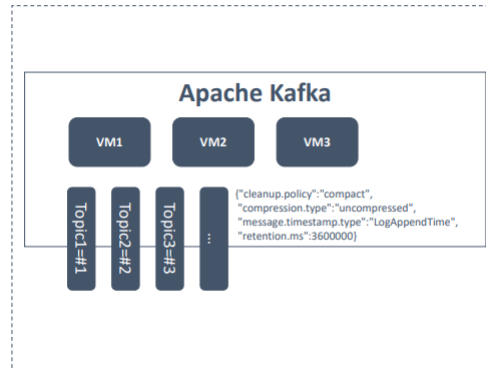 Apache Kafka
VM1
VM2
VM3
Topic1=#1
Topic2=#2
Topic3=#3
...
{"cleanup.policy":"compact",
"compression.type":"uncompressed",
"message.timestamp.type":"LogAppendTime",
"retention.ms":3600000}